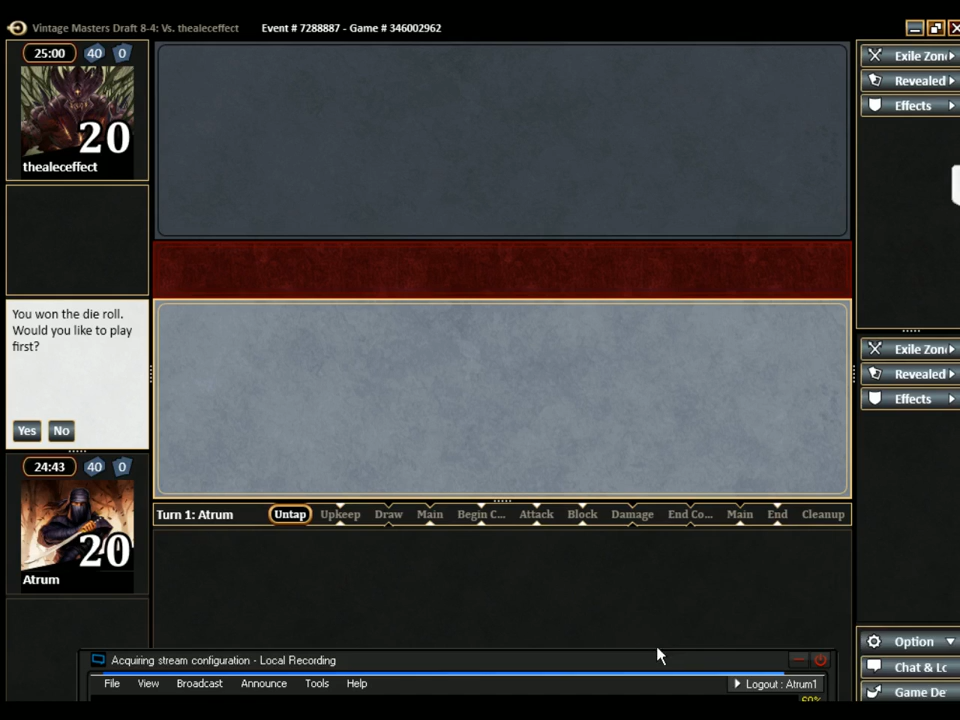 Vintage Masters Draft 8-4: Vs. thealeceffect Event # 7288887 - Game # 346002962
25:00 40 0
20
thealeceffect
Exile Zon
Revealed
Effects
You won the die roll.
Would you like to play
first?
Yes No
Exile Zon
Revealed
Effects
24:43 40 0
20
Atrum
Turn 1: Atrum Untap Upkeep Draw Main Begin C... Attack Block Damage End Co... Main End Cleanup
Option
Chat & Lc
Game De
Acquiring stream configuration - Local Recording
File View Broadcast Announce Tools Help Logout : Atrum1